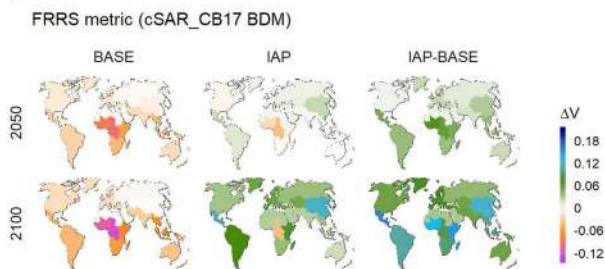 FRRS metric (cSAR_CB17 BDM)
BASE
IAP
IAP-BASE
2050
2100
ΔV
0.18
0.12
0.06
0
-0.06
-0.12